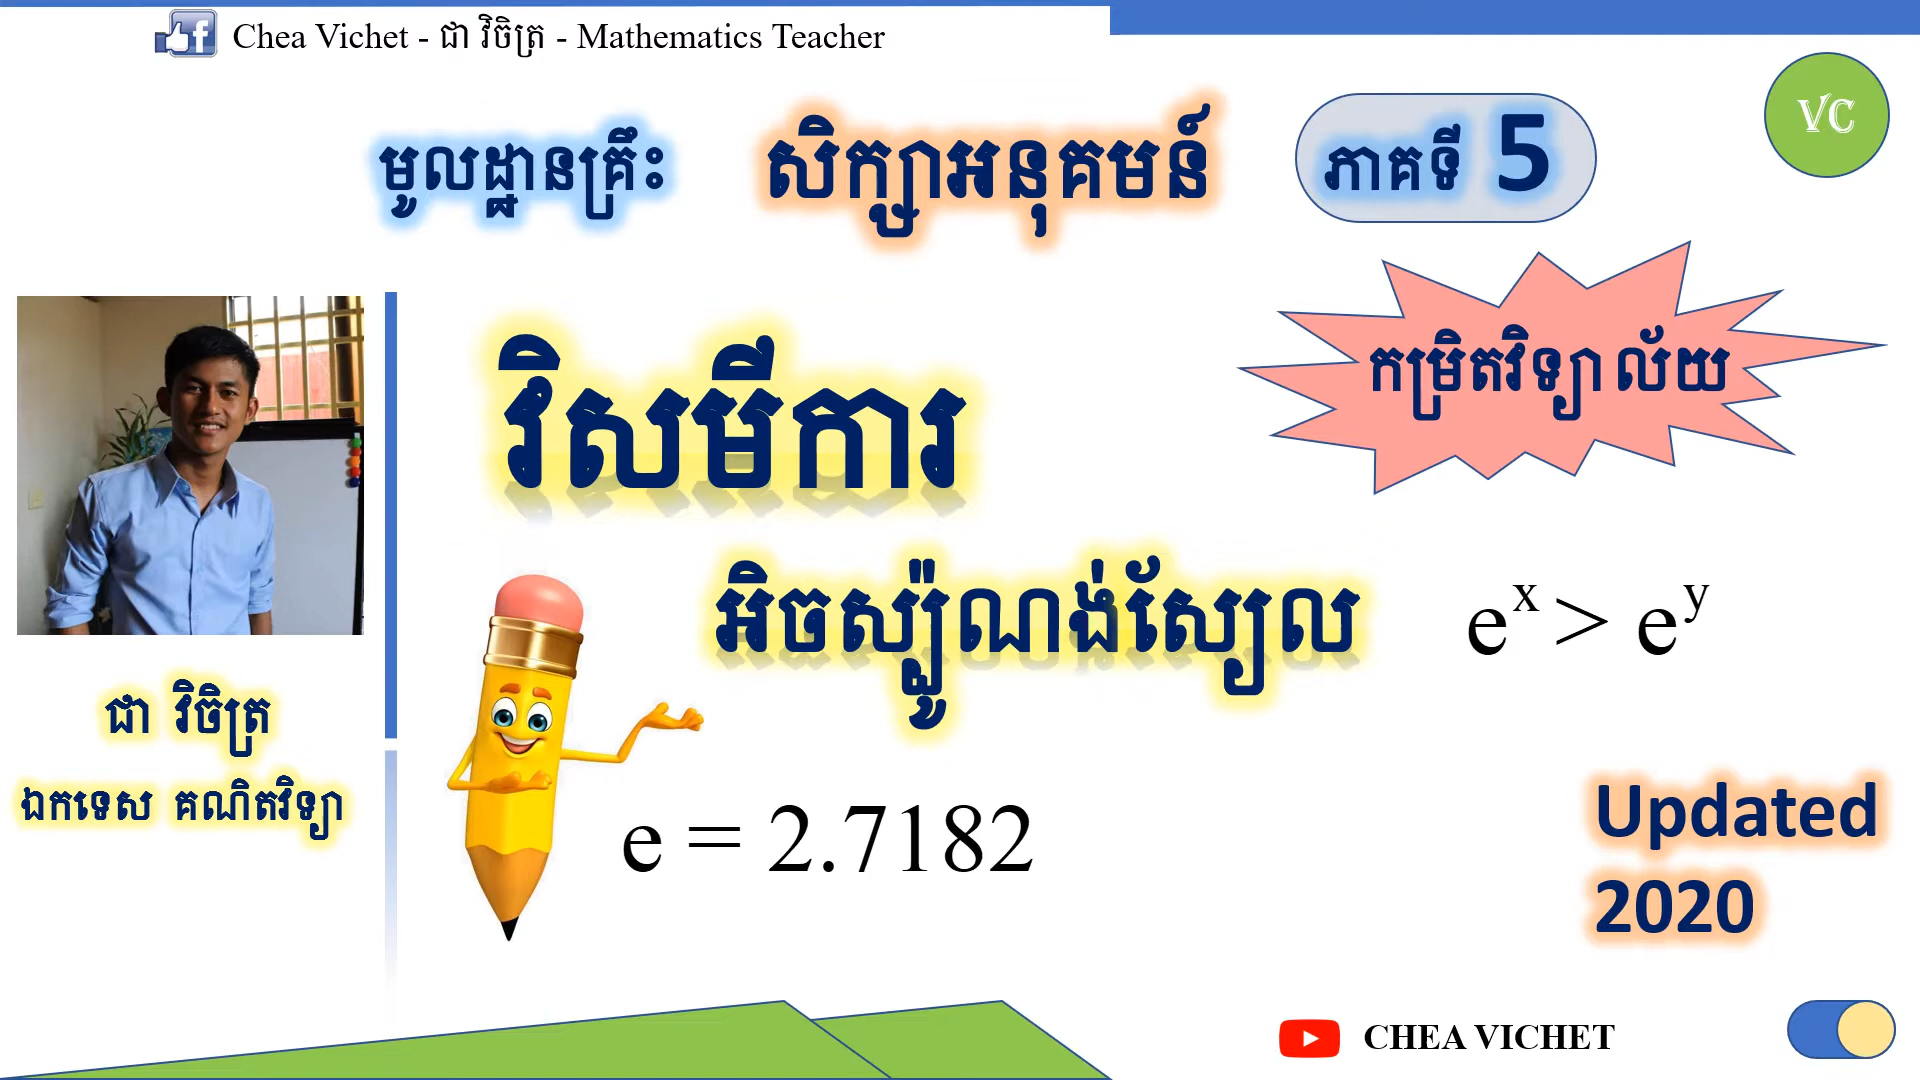 Chea Vichet - ជា វិចិត្រ - Mathematics Teacher
VC
មូលដ្ឋានគ្រឹះ សិក្សាអនុគមន៍ ភាគទី 5
កម្រិតវិទ្យាល័យ
វិសមីការ
អិចស្ប៉ូណង់ស្យែល
e^x > e^y
ជា វិចិត្រ
ឯកទេស គណិតវិទ្យា
e = 2.7182
Updated
2020
CHEA VICHET